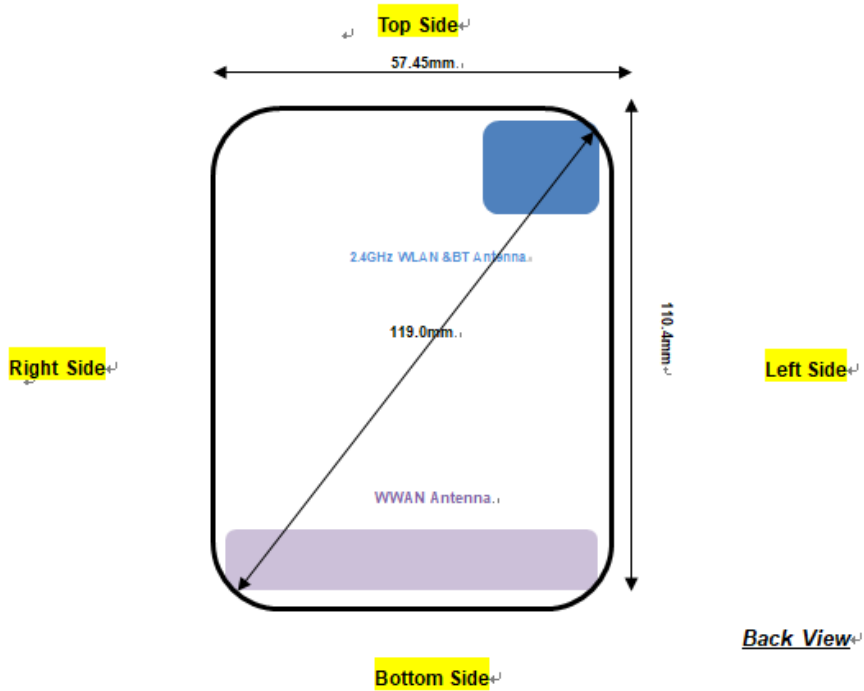 Top Side
57.45mm.
2.4GHz WLAN &BT Antenna.
119.0mm.
110.4mm
Right Side
Left Side
WWAN Antenna.
Back View
Bottom Side